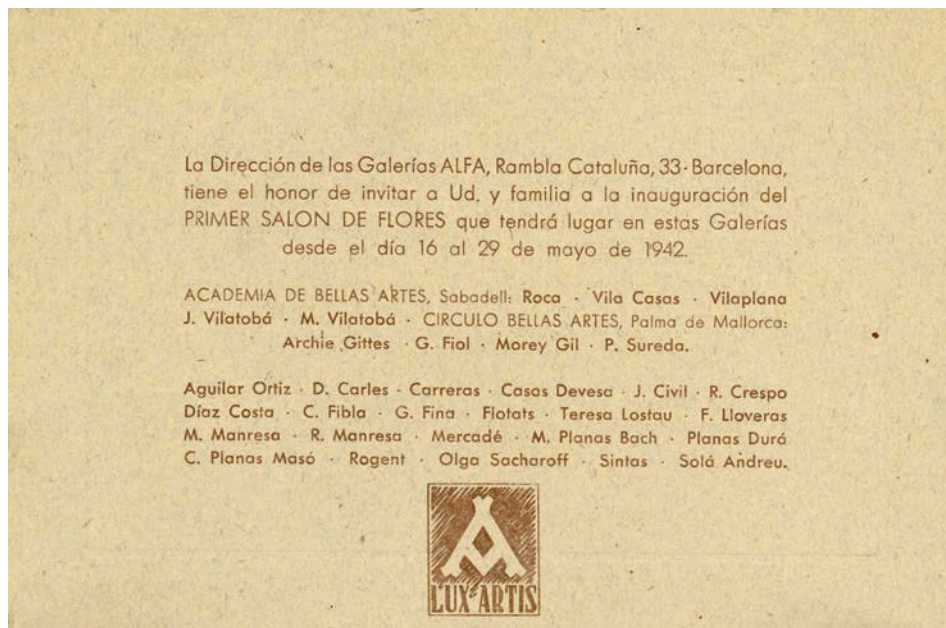 La Dirección de las Galerías ALFA, Rambla Cataluña, 33 - Barcelona,
tiene el honor de invitar a Ud. y familia a la inauguración del
PRIMER SALON DE FLORES que tendrá lugar en estas Galerías
desde el día 16 al 29 de mayo de 1942.
ACADEMIA DE BELLAS ARTES, Sabadell: Roca · Vila Casas · Vilaplana
J. Vilatobá · M. Vilatobá · CIRCULO BELLAS ARTES, Palma de Mallorca:
Archie Gittes · G. Fiol · Morey Gil · P. Sureda.
Aguilar Ortiz · D. Carles - Carreras · Casas Devesa · J. Civil · R. Crespo
Díaz Costa · C. Fibla · G. Fina · Flotats · Teresa Lostau · F. Lloveras
M. Manresa · R. Manresa · Mercadé · M. Planas Bach · Planas Durá
C. Planas Masó · Rogent · Olga Sacharoff · Sintas · Solá Andreu.
A
LUX ARTIS